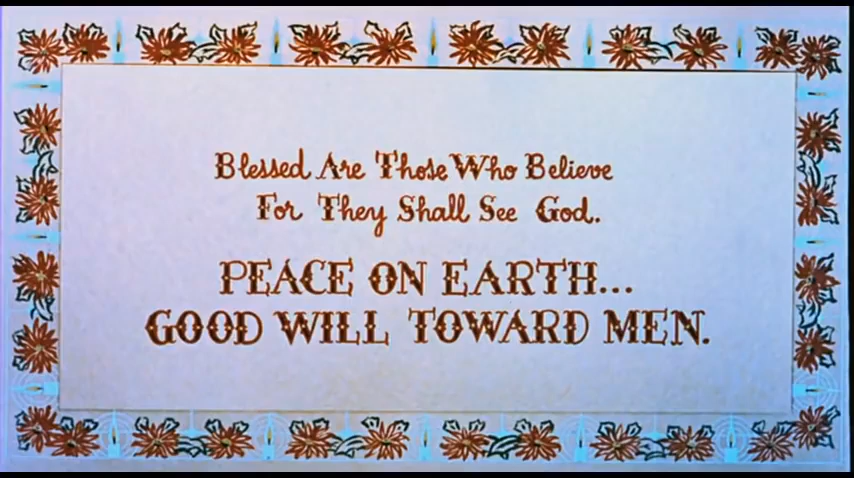 Blessed Are Those Who Believe
For They Shall See God.
PEACE ON EARTH...
GOOD WILL TOWARD MEN.